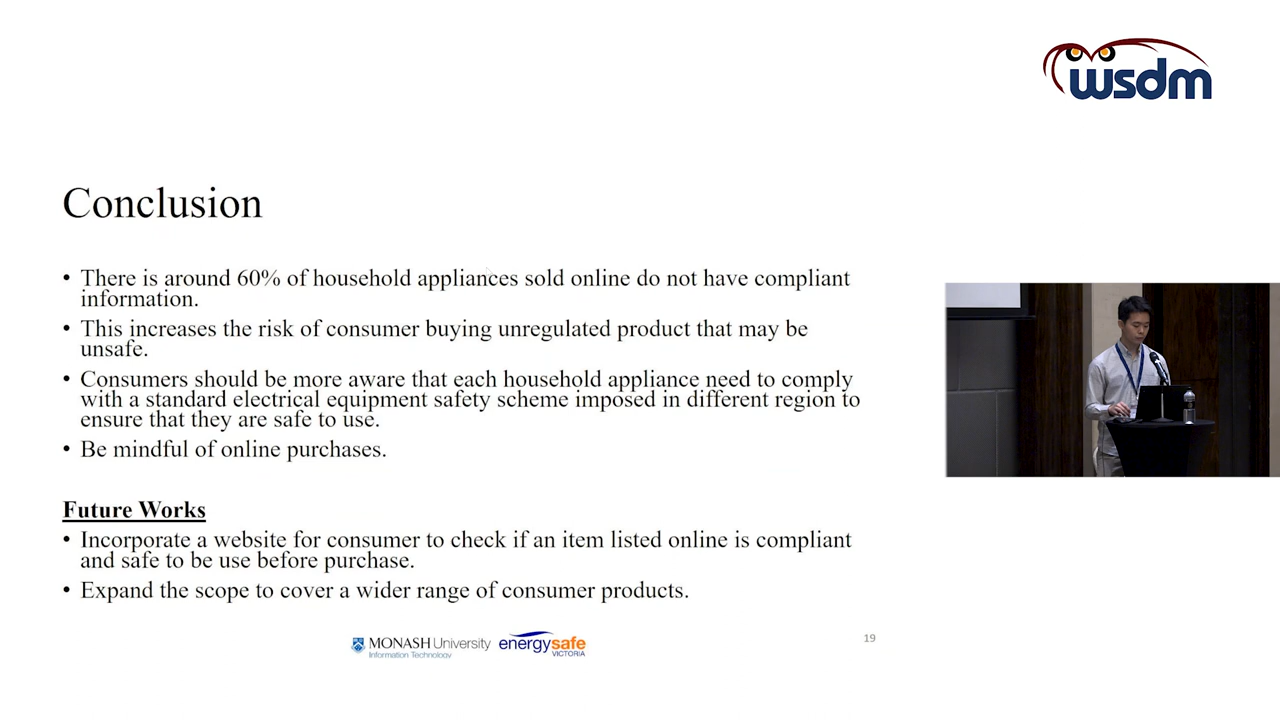 wsdm
Conclusion
• There is around 60% of household appliances sold online do not have compliant
information.
• This increases the risk of consumer buying unregulated product that may be
unsafe.
• Consumers should be more aware that each household appliance need to comply
with a standard electrical equipment safety scheme imposed in different region to
ensure that they are safe to use.
• Be mindful of online purchases.
Future Works
• Incorporate a website for consumer to check if an item listed online is compliant
and safe to be use before purchase.
• Expand the scope to cover a wider range of consumer products.
MONASH University
Information Technology
energysafe
VICTORIA
19